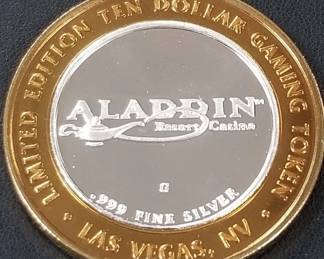 LIMITED EDITION TEN DOLLAR GAMING TOKEN
ALADDIN
Resort Casino
G
.999 FINE SILVER
• LAS VEGAS, NV •